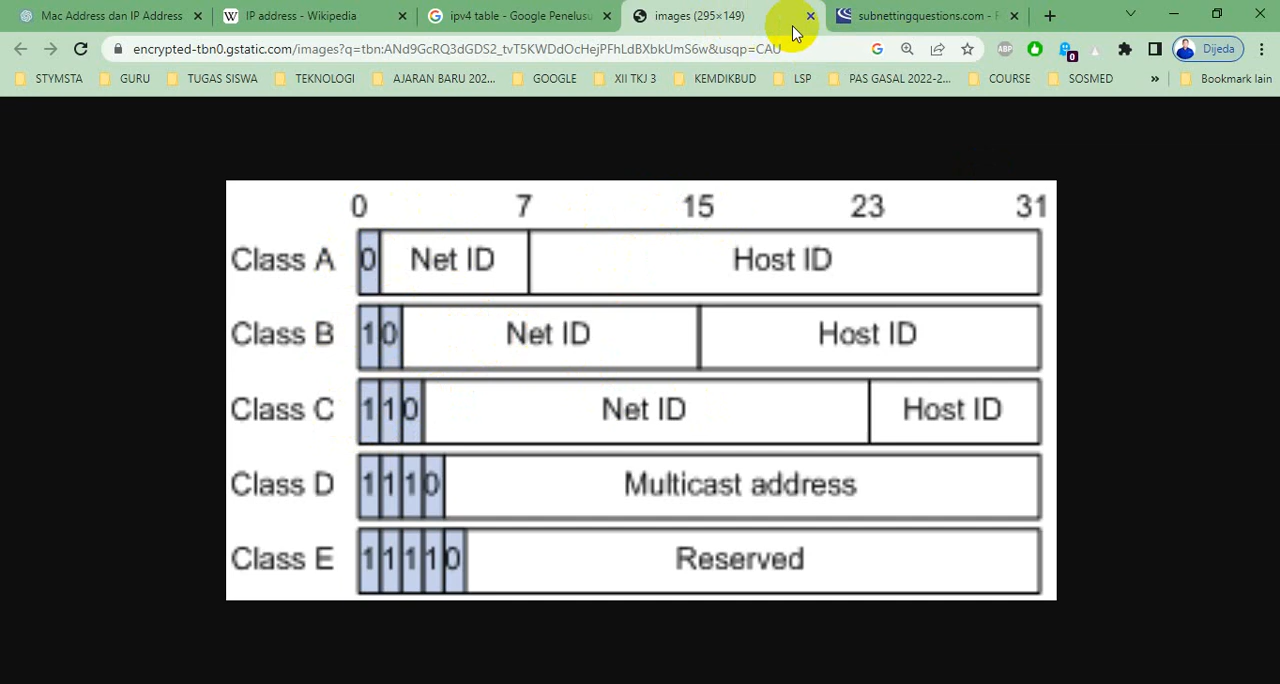 Mac Address dan IP Address
IP address - Wikipedia
ipv4 table - Google Penelusu
images (295×149)
subnettingquestions.com - F
encrypted-tbn0.gstatic.com/images?q=tbn:ANd9GcRQ3dGDS2_tvT5KWDdOcHejPFhLdBXbkUmS6w&usqp=CAU
ABP
0
Dijeda
STYMSTA
GURU
TUGAS SISWA
TEKNOLOGI
AJARAN BARU 202...
GOOGLE
XII TKJ 3
KEMDIKBUD
LSP
PAS GASAL 2022-2...
COURSE
SOSMED
»
Bookmark lain
0 7 15 23 31
Class A 0 Net ID Host ID
Class B 1 0 Net ID Host ID
Class C 1 1 0 Net ID Host ID
Class D 1 1 1 0 Multicast address
Class E 1 1 1 1 0 Reserved